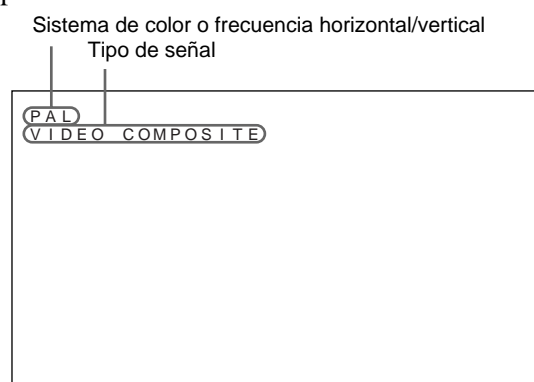 Sistema de color o frecuencia horizontal/vertical
Tipo de señal
PAL
VIDEO COMPOSITE